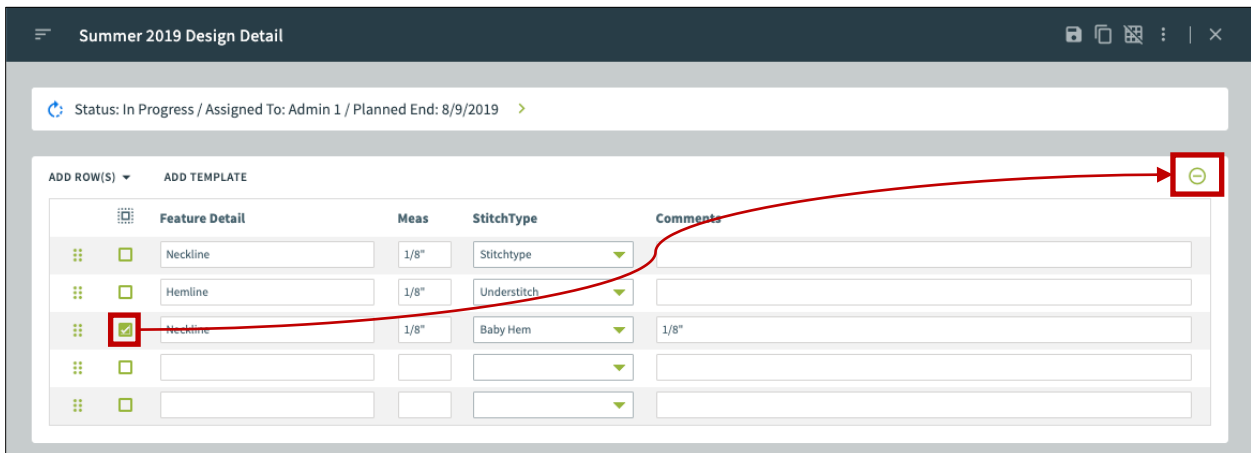 Summer 2019 Design Detail
Status: In Progress / Assigned To: Admin 1 / Planned End: 8/9/2019
ADD ROW(S) ADD TEMPLATE
Feature Detail Meas StitchType Comments
Neckline 1/8" Stitchtype
Hemline 1/8" Understitch
Neckline 1/8" Baby Hem 1/8"